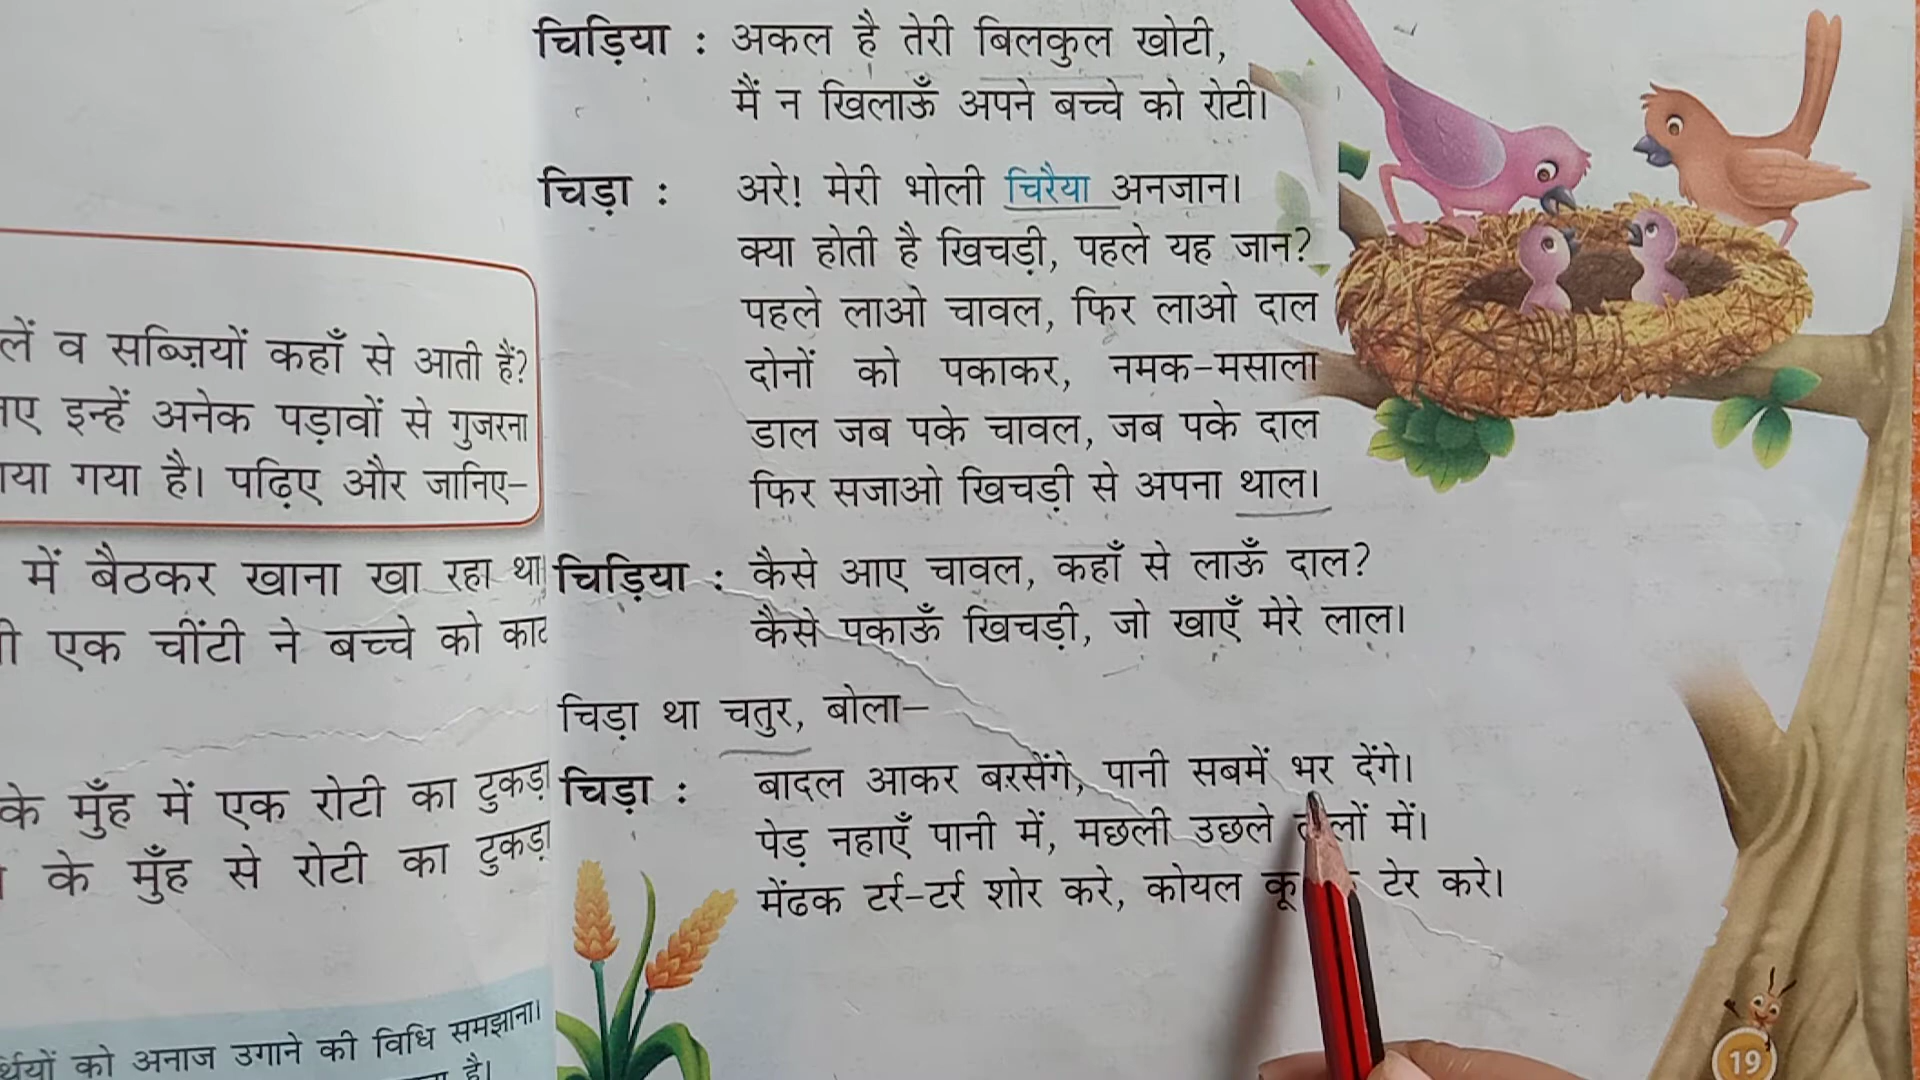 लें व सब्ज़ियों कहाँ से आती हैं?
इन्हें अनेक पड़ावों से गुजरना
गया है। पढ़िए और जानिए–
में बैठकर खाना खा रहा था
एक चींटी ने बच्चे को काट
के मुँह में एक रोटी का टुकड़ा
के मुँह से रोटी का टुकड़ा
को अनाज उगाने की विधि समझाना।
है।
चिड़िया : अकल है तेरी बिलकुल खोटी,
मैं न खिलाऊँ अपने बच्चे को रोटी।
चिड़ा : अरे! मेरी भोली चिरैया अनजान।
क्या होती है खिचड़ी, पहले यह जान?
पहले लाओ चावल, फिर लाओ दाल
दोनों को पकाकर, नमक-मसाला
डाल जब पके चावल, जब पके दाल
फिर सजाओ खिचड़ी से अपना थाल।
चिड़िया : कैसे आए चावल, कहाँ से लाऊँ दाल?
कैसे पकाऊँ खिचड़ी, जो खाएँ मेरे लाल।
चिड़ा था चतुर, बोला–
चिड़ा : बादल आकर बरसेंगे, पानी सबमें भर देंगे।
पेड़ नहाएँ पानी में, मछली उछले में।
मेंढक टर्र-टर्र शोर करे, कोयल टेर करे।
19